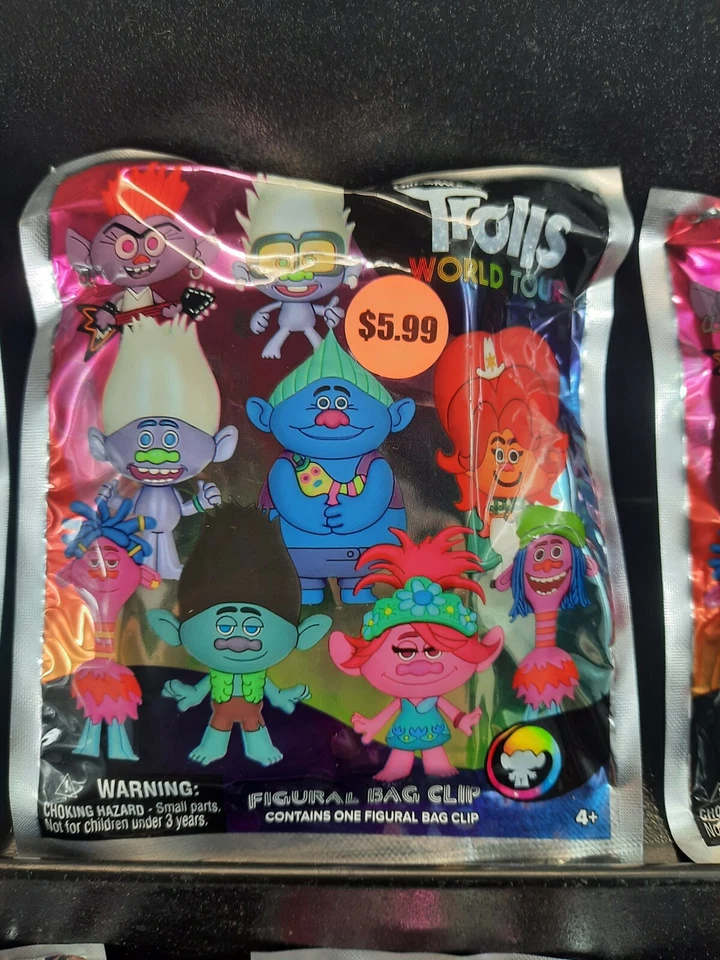 Trolls
WORLD TOUR
$5.99
WARNING:
CHOKING HAZARD - Small parts.
Not for children under 3 years.
FIGURAL BAG CLIP
CONTAINS ONE FIGURAL BAG CLIP
4+